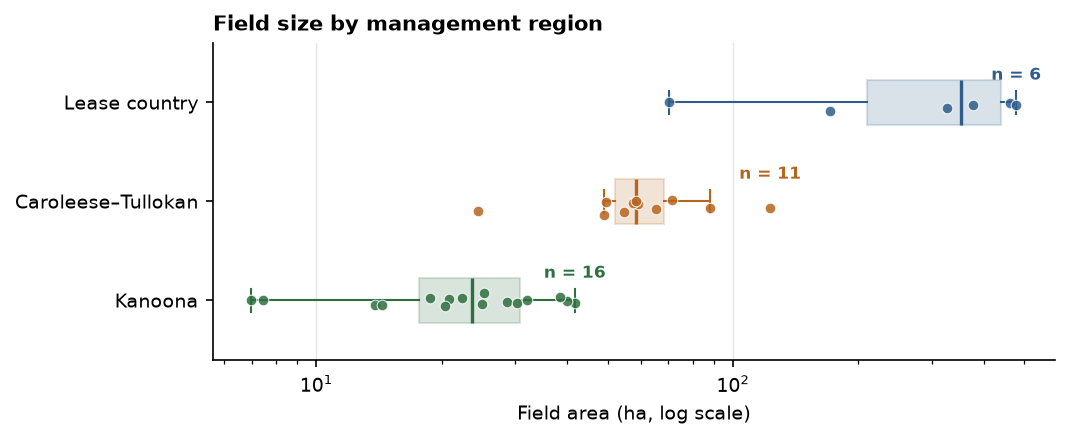 Field size by management region
n = 6
Lease country
n = 11
Caroleese–Tullokan
n = 16
Kanoona
10¹ 10²
Field area (ha, log scale)